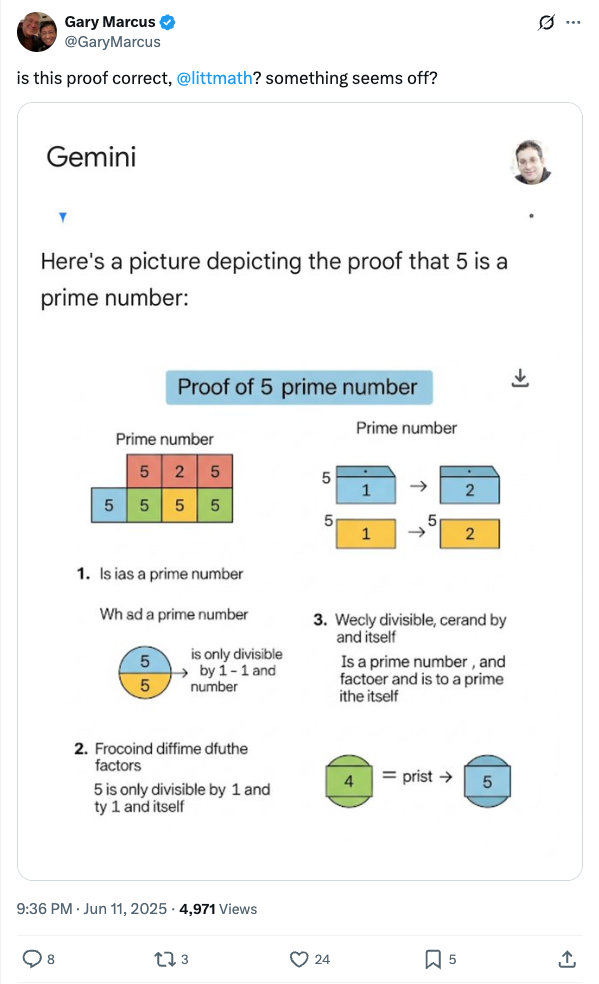 Gary Marcus
@GaryMarcus
is this proof correct, @littmath? something seems off?
Gemini
Here's a picture depicting the proof that 5 is a
prime number:
Proof of 5 prime number
Prime number
5 2 5
5 5 5 5
Prime number
5 1 → 2
5 1 → 5 2
1. Is ias a prime number
Wh sd a prime number
5
5
→
is only divisible
by 1 - 1 and
number
2. Frocoind diffime dfuthe
factors
5 is only divisible by 1 and
ty 1 and itself
3. Wecly divisible, cerand by
and itself
Is a prime number , and
factoer and is to a prime
ithe itself
4 = prist → 5
9:36 PM · Jun 11, 2025 · 4,971 Views
8 3 24 5